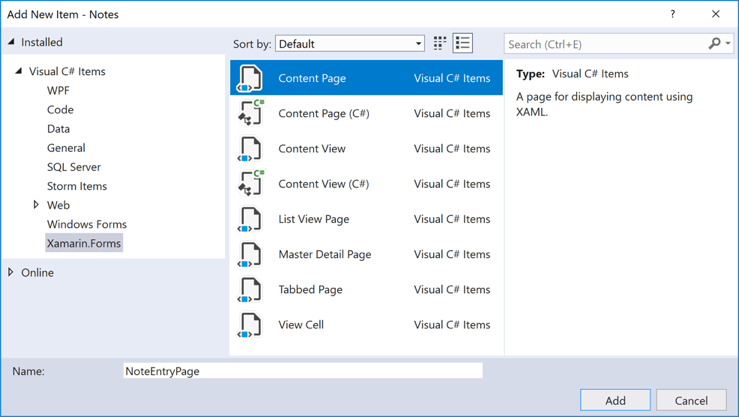 Add New Item - Notes
? ×
Installed
Sort by: Default
Search (Ctrl+E)
Visual C# Items
WPF
Code
Data
General
SQL Server
Storm Items
Web
Windows Forms
Xamarin.Forms
Online
Content Page Visual C# Items
C# Content Page (C#) Visual C# Items
Content View Visual C# Items
C# Content View (C#) Visual C# Items
List View Page Visual C# Items
Master Detail Page Visual C# Items
Tabbed Page Visual C# Items
View Cell Visual C# Items
Type: Visual C# Items
A page for displaying content using
XAML.
Name: NoteEntryPage
Add Cancel